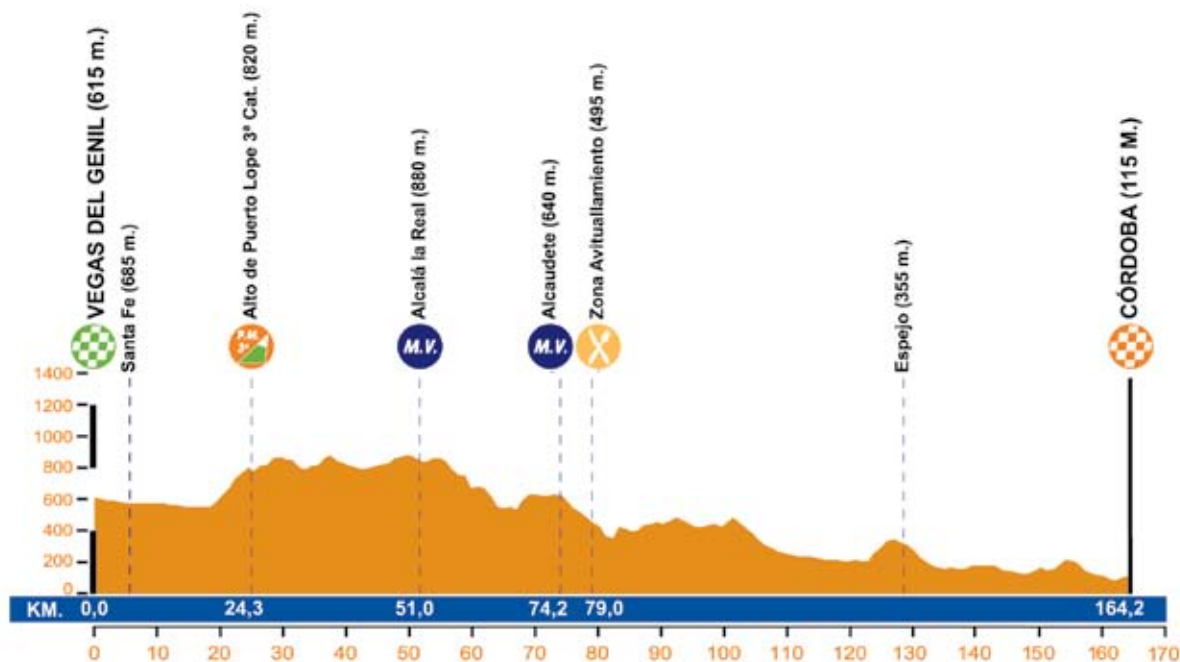 VEGAS DEL GENIL (615 m.)
Santa Fe (685 m.)
Alto de Puerto Lope 3ª Cat. (820 m.)
Alcalá la Real (880 m.)
Alcaudete (640 m.)
Zona Avituallamiento (495 m.)
Espejo (355 m.)
CÓRDOBA (115 M.)
P.M.
3ª
M.V.
M.V.
1400
1200
1000
800
600
400
200
0
KM. 0,0 24,3 51,0 74,2 79,0 164,2
0 10 20 30 40 50 60 70 80 90 100 110 120 130 140 150 160 170